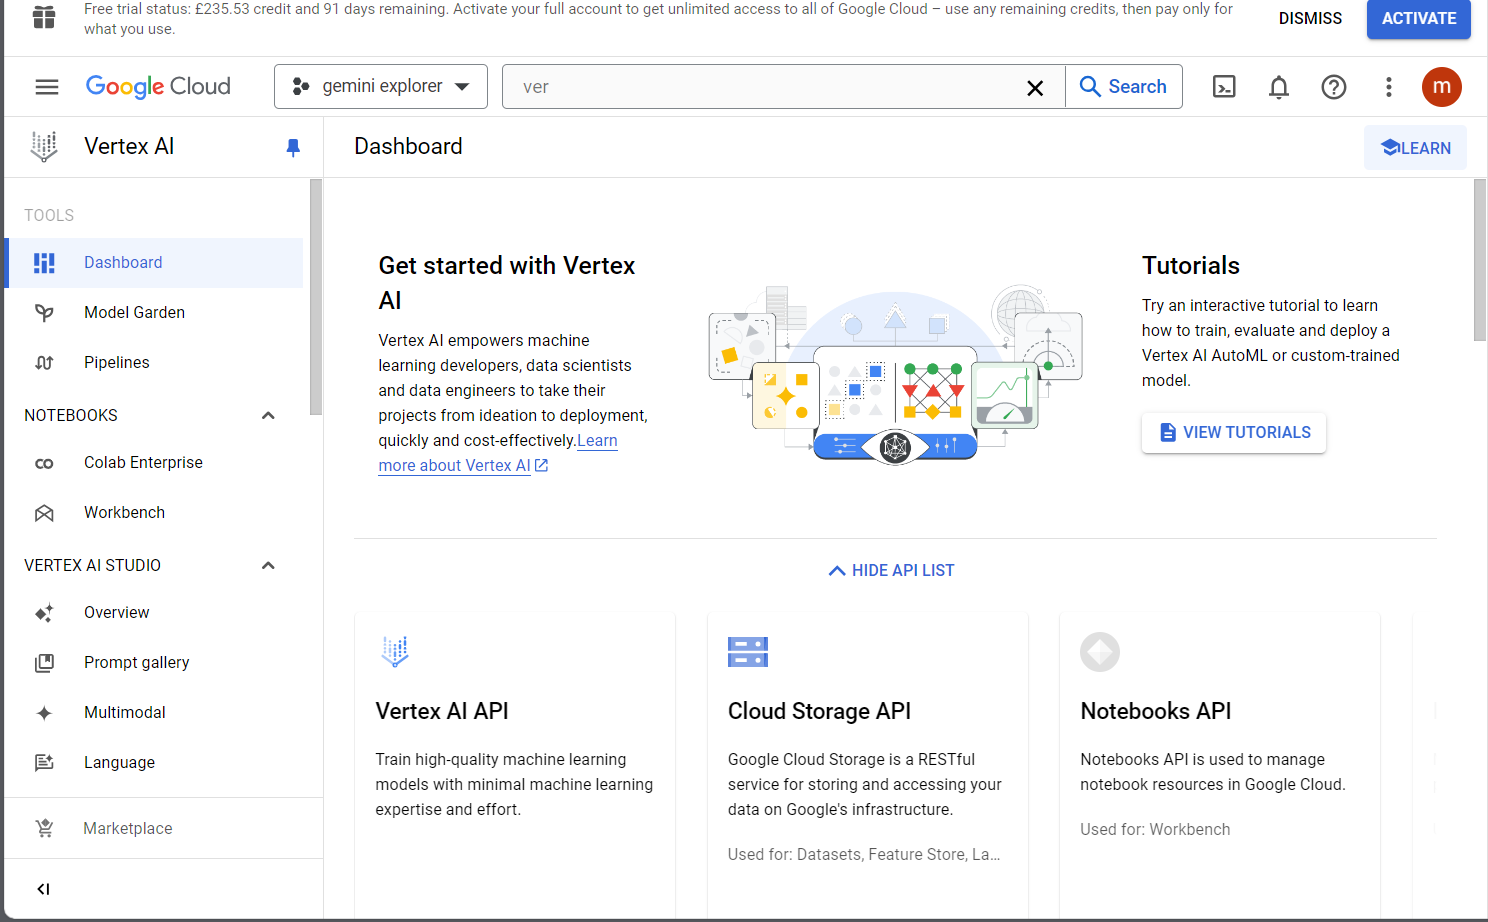 Free trial status: £235.53 credit and 91 days remaining. Activate your full account to get unlimited access to all of Google Cloud – use any remaining credits, then pay only for
what you use.
DISMISS
ACTIVATE
Google Cloud
gemini explorer
ver
Search
m
Vertex AI
Dashboard
LEARN
TOOLS
Dashboard
Model Garden
Pipelines
NOTEBOOKS
Colab Enterprise
Workbench
VERTEX AI STUDIO
Overview
Prompt gallery
Multimodal
Language
Marketplace
Get started with Vertex
AI
Vertex AI empowers machine
learning developers, data scientists
and data engineers to take their
projects from ideation to deployment,
quickly and cost-effectively.Learn
more about Vertex AI
Tutorials
Try an interactive tutorial to learn
how to train, evaluate and deploy a
Vertex AI AutoML or custom-trained
model.
VIEW TUTORIALS
HIDE API LIST
Vertex AI API
Train high-quality machine learning
models with minimal machine learning
expertise and effort.
Cloud Storage API
Google Cloud Storage is a RESTful
service for storing and accessing your
data on Google's infrastructure.
Used for: Datasets, Feature Store, La...
Notebooks API
Notebooks API is used to manage
notebook resources in Google Cloud.
Used for: Workbench